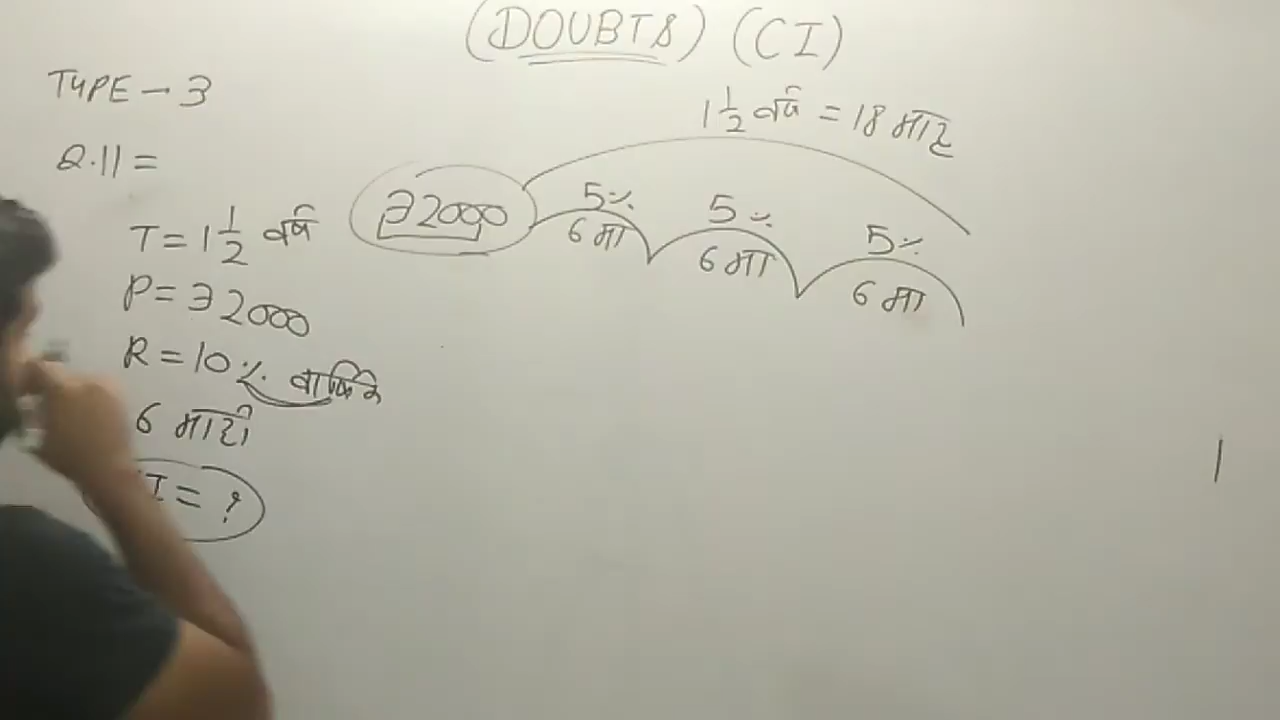 (DOUBTS) (CI)
TYPE - 3
Q.11 =
T = 1 1/2 वर्ष
P = 32000
R = 10% वार्षिक
6 माही
I = ?
1 1/2 वर्ष = 18 माह
32000
5% 5% 5%
6 मा 6 मा 6 मा